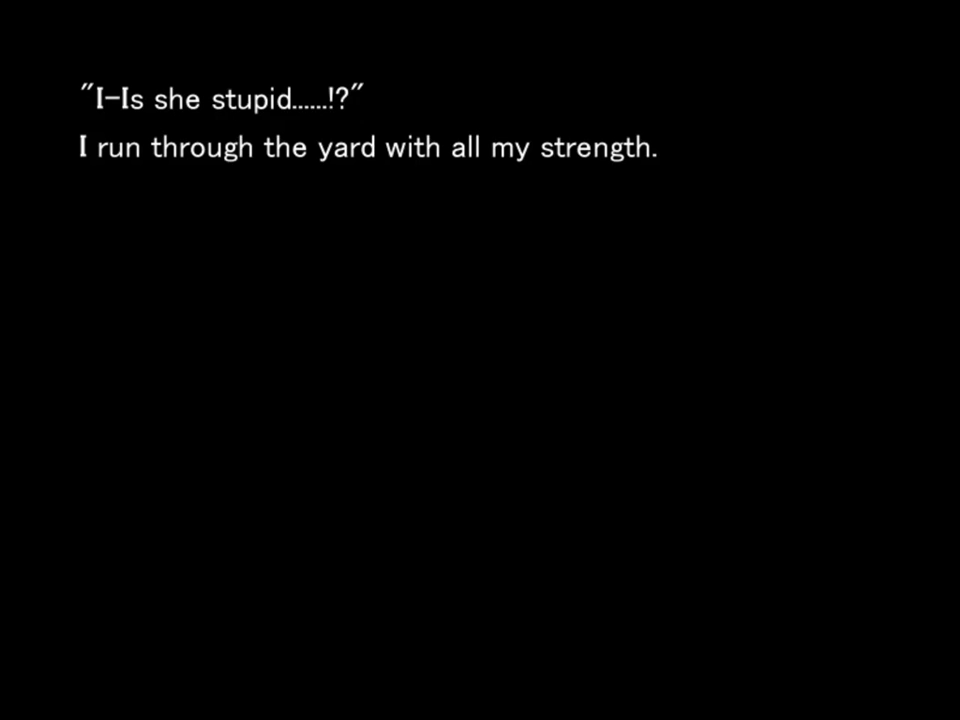 "I-Is she stupid......!?"
I run through the yard with all my strength.